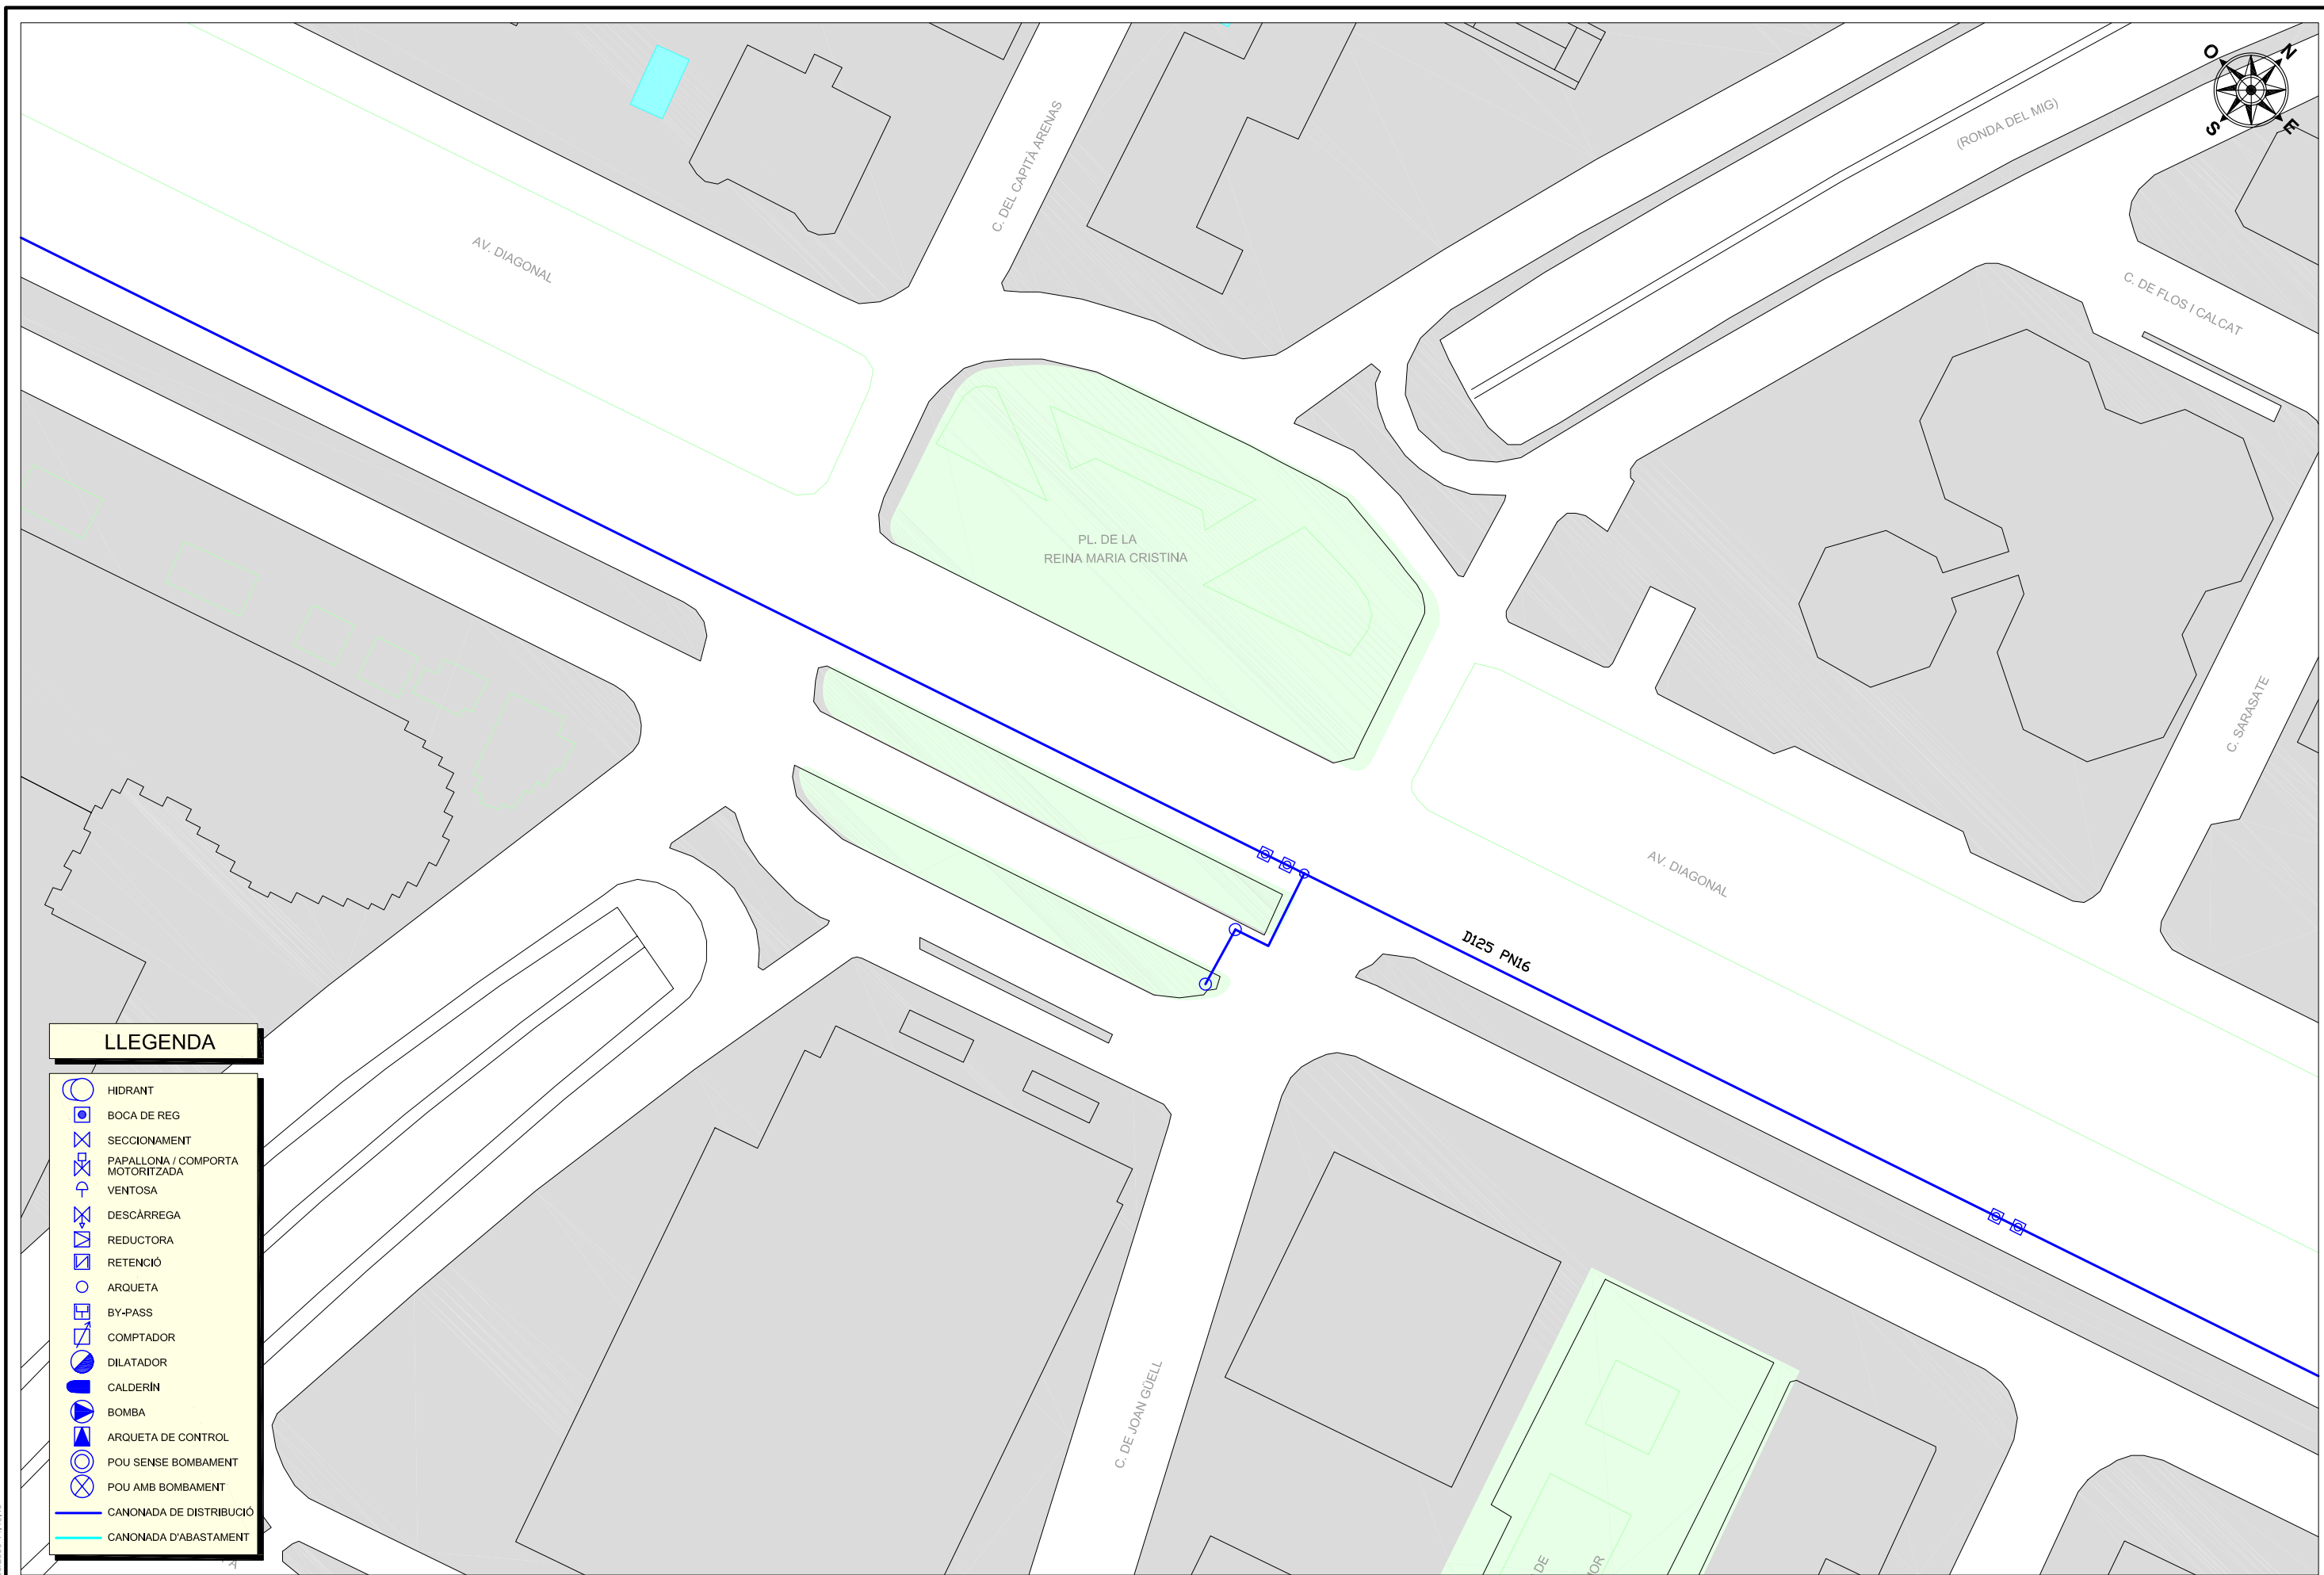 O
N
S
E
C. DEL CAPITÀ ARENAS
(RONDA DEL MIG)
AV. DIAGONAL
C. DE FLOS I CALCAT
PL. DE LA
REINA MARIA CRISTINA
C. SARASATE
AV. DIAGONAL
D125 PN16
C. DE JOAN GÜELL
DE
LLEGENDA
HIDRANT
BOCA DE REG
SECCIONAMENT
PAPALLONA / COMPORTA
MOTORITZADA
VENTOSA
DESCÀRREGA
REDUCTORA
RETENCIÓ
ARQUETA
BY-PASS
COMPTADOR
DILATADOR
CALDERÍN
BOMBA
ARQUETA DE CONTROL
POU SENSE BOMBAMENT
POU AMB BOMBAMENT
CANONADA DE DISTRIBUCIÓ
CANONADA D'ABASTAMENT